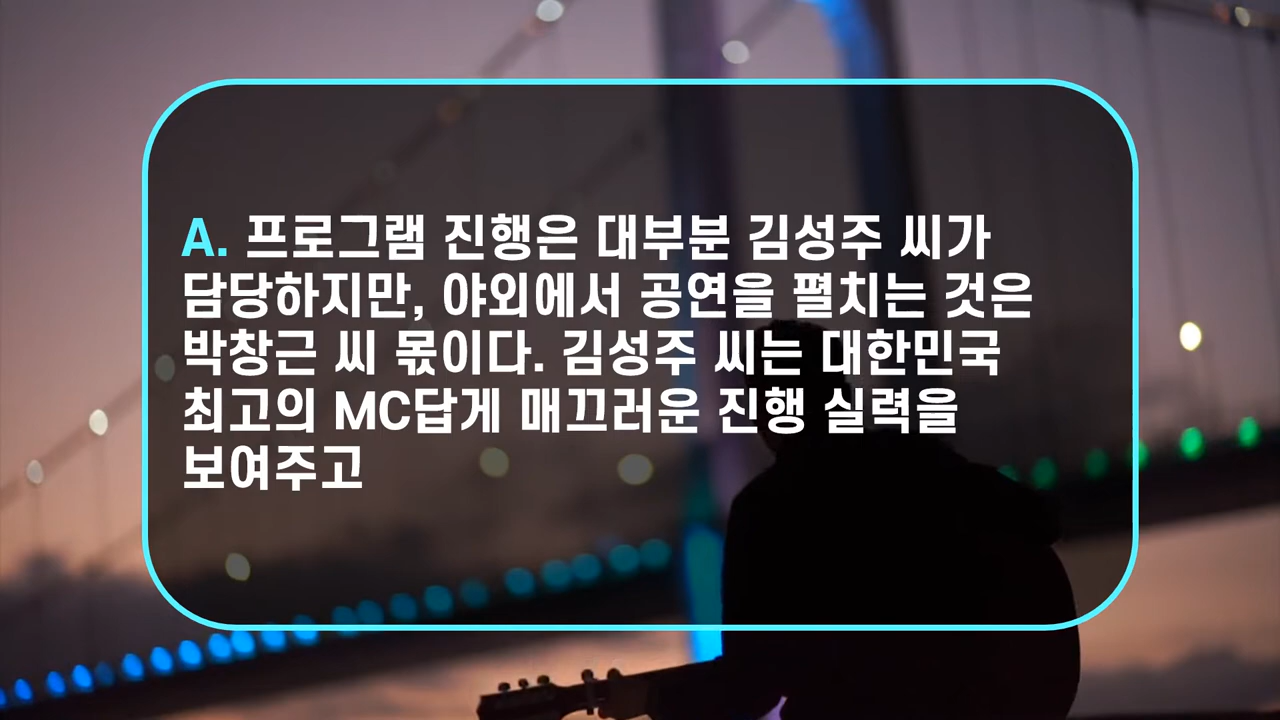 A. 프로그램 진행은 대부분 김성주 씨가
담당하지만, 야외에서 공연을 펼치는 것은
박창근 씨 몫이다. 김성주 씨는 대한민국
최고의 MC답게 매끄러운 진행 실력을
보여주고